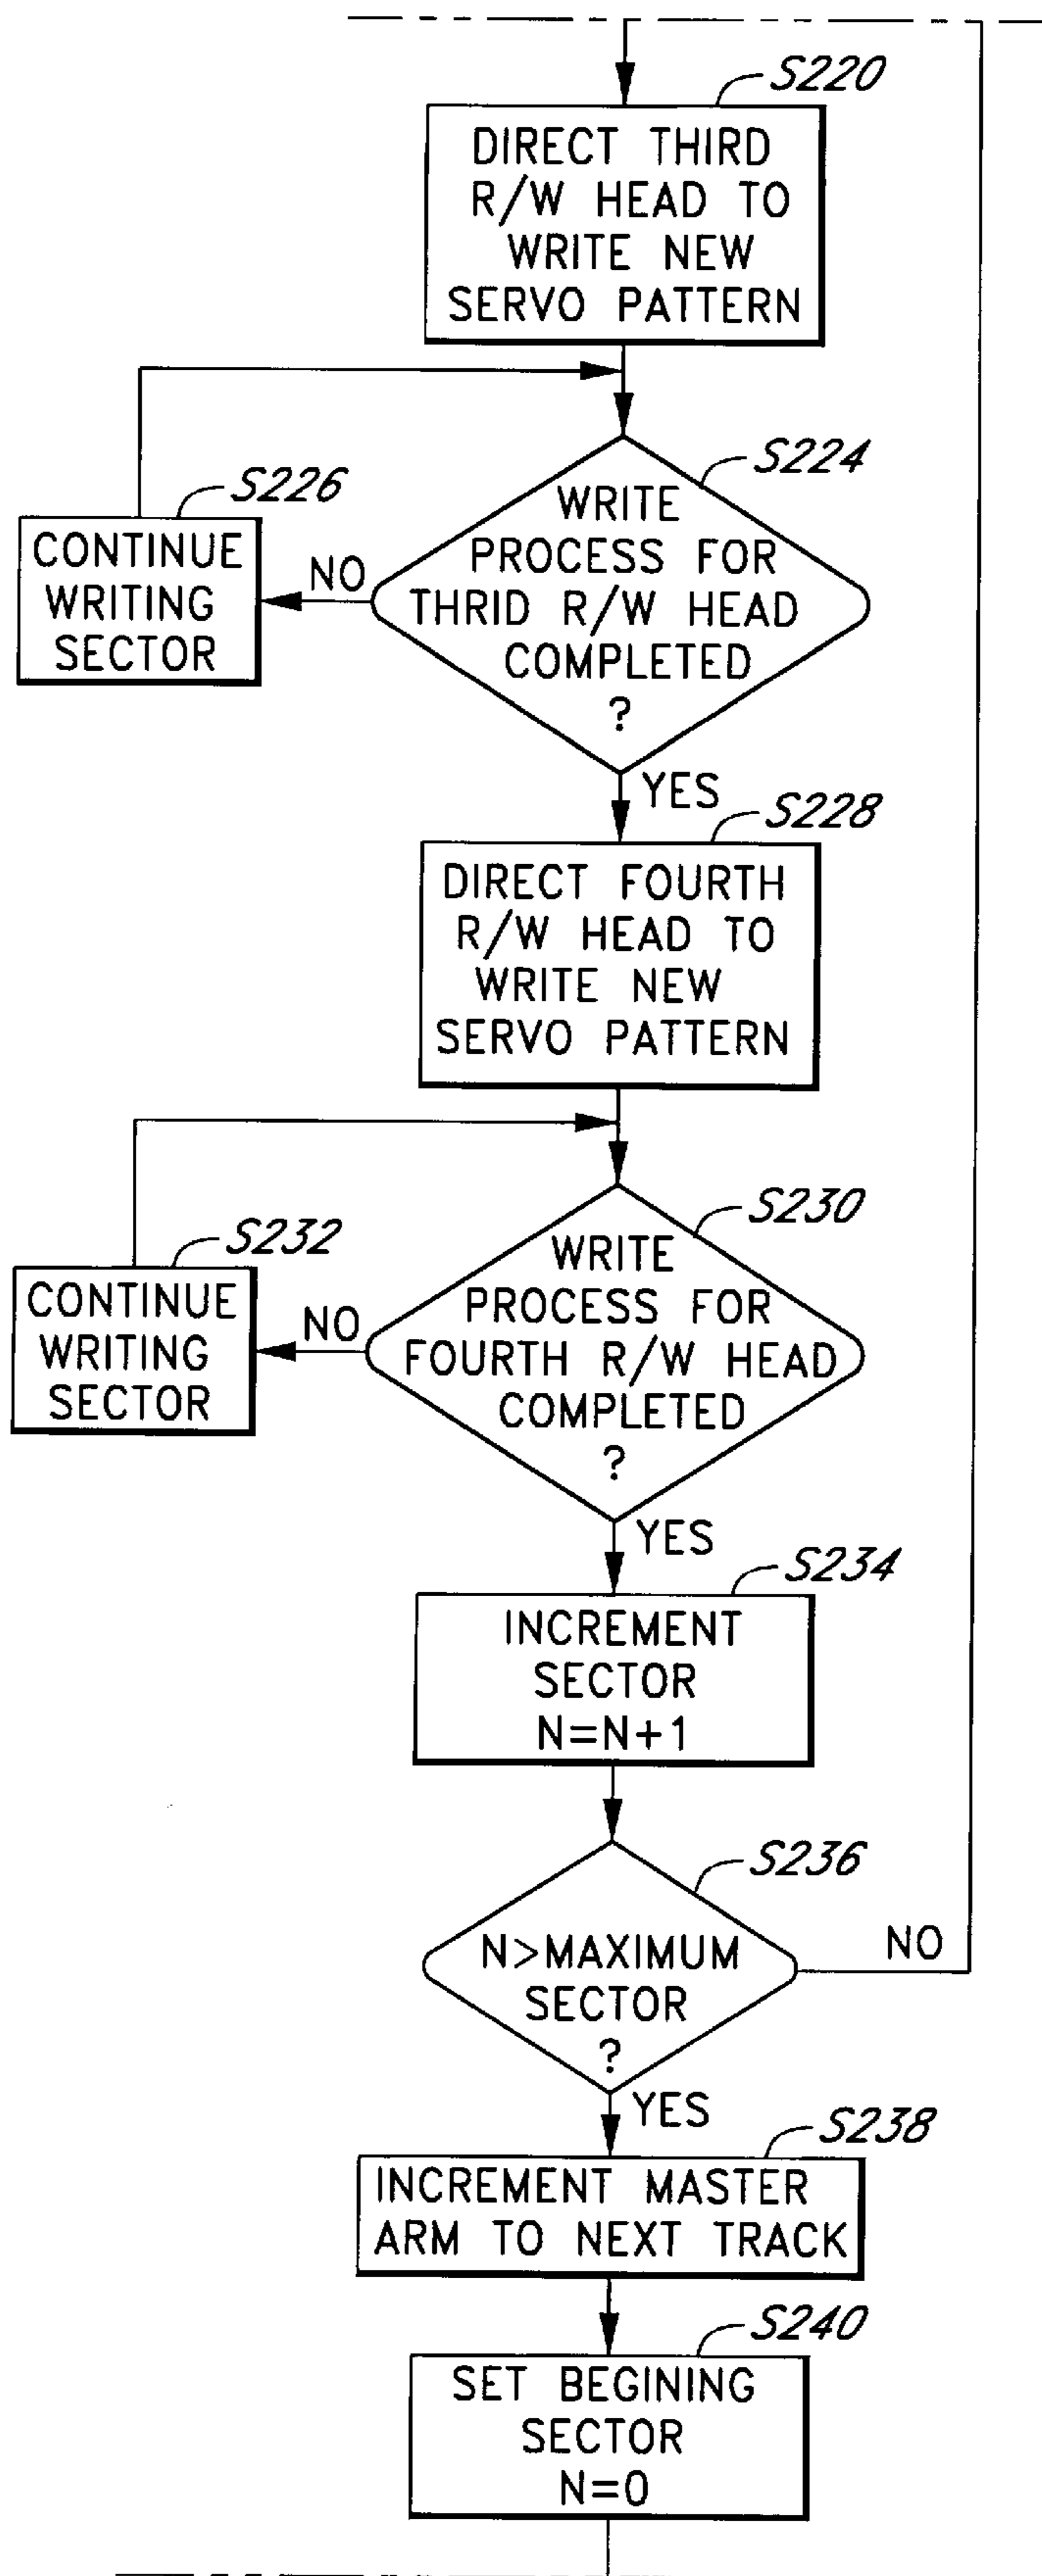 S220
DIRECT THIRD
R/W HEAD TO
WRITE NEW
SERVO PATTERN
S224
WRITE
PROCESS FOR
THRID R/W HEAD
COMPLETED
?
S226
CONTINUE
WRITING
SECTOR
NO
YES
S228
DIRECT FOURTH
R/W HEAD TO
WRITE NEW
SERVO PATTERN
S230
WRITE
PROCESS FOR
FOURTH R/W HEAD
COMPLETED
?
S232
CONTINUE
WRITING
SECTOR
NO
YES
S234
INCREMENT
SECTOR
N=N+1
S236
N>MAXIMUM
SECTOR
?
NO
YES
S238
INCREMENT MASTER
ARM TO NEXT TRACK
S240
SET BEGINING
SECTOR
N=0